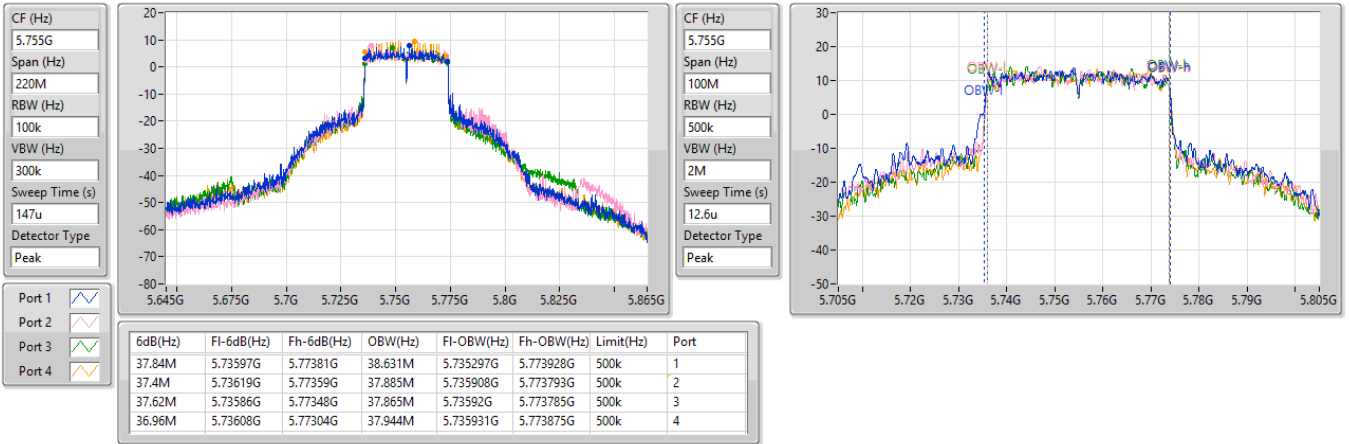 CF (Hz)
5.755G
Span (Hz)
220M
RBW (Hz)
100k
VBW (Hz)
300k
Sweep Time (s)
147u
Detector Type
Peak
Port 1
Port 2
Port 3
Port 4
20
10
0
-10
-20
-30
-40
-50
-60
-70
-80
5.645G 5.675G 5.7G 5.725G 5.75G 5.775G 5.8G 5.825G 5.865G
CF (Hz)
5.755G
Span (Hz)
100M
RBW (Hz)
500k
VBW (Hz)
2M
Sweep Time (s)
12.6u
Detector Type
Peak
30
20
10
0
-10
-20
-30
-40
-50
OBW-l
OBW-l
OBW-h
5.705G 5.72G 5.73G 5.74G 5.75G 5.76G 5.77G 5.78G 5.79G 5.805G
6dB(Hz) Fl-6dB(Hz) Fh-6dB(Hz) OBW(Hz) Fl-OBW(Hz) Fh-OBW(Hz) Limit(Hz) Port
37.84M 5.73597G 5.77381G 38.631M 5.735297G 5.773928G 500k 1
37.4M 5.73619G 5.77359G 37.885M 5.735908G 5.773793G 500k 2
37.62M 5.73586G 5.77348G 37.865M 5.73592G 5.773785G 500k 3
36.96M 5.73608G 5.77304G 37.944M 5.735931G 5.773875G 500k 4